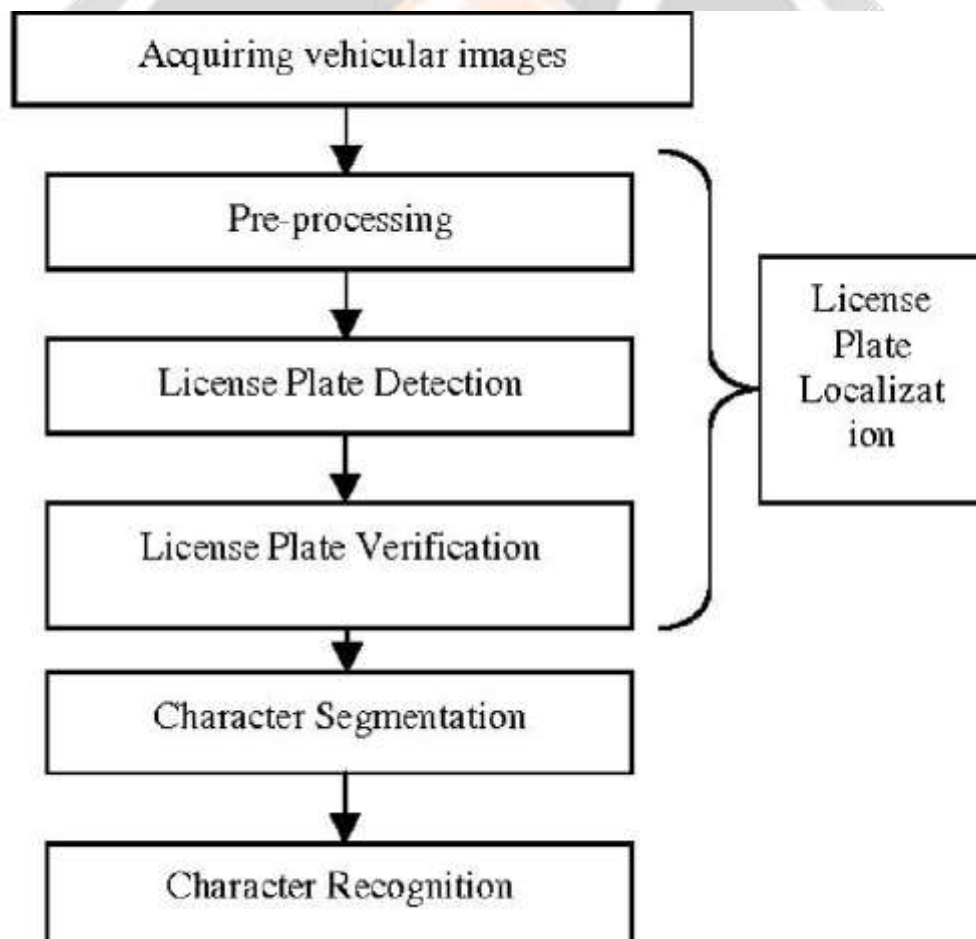 Acquiring vehicular images
Pre-processing
License Plate Detection
License Plate Verification
Character Segmentation
Character Recognition
License
Plate
Localizat
ion